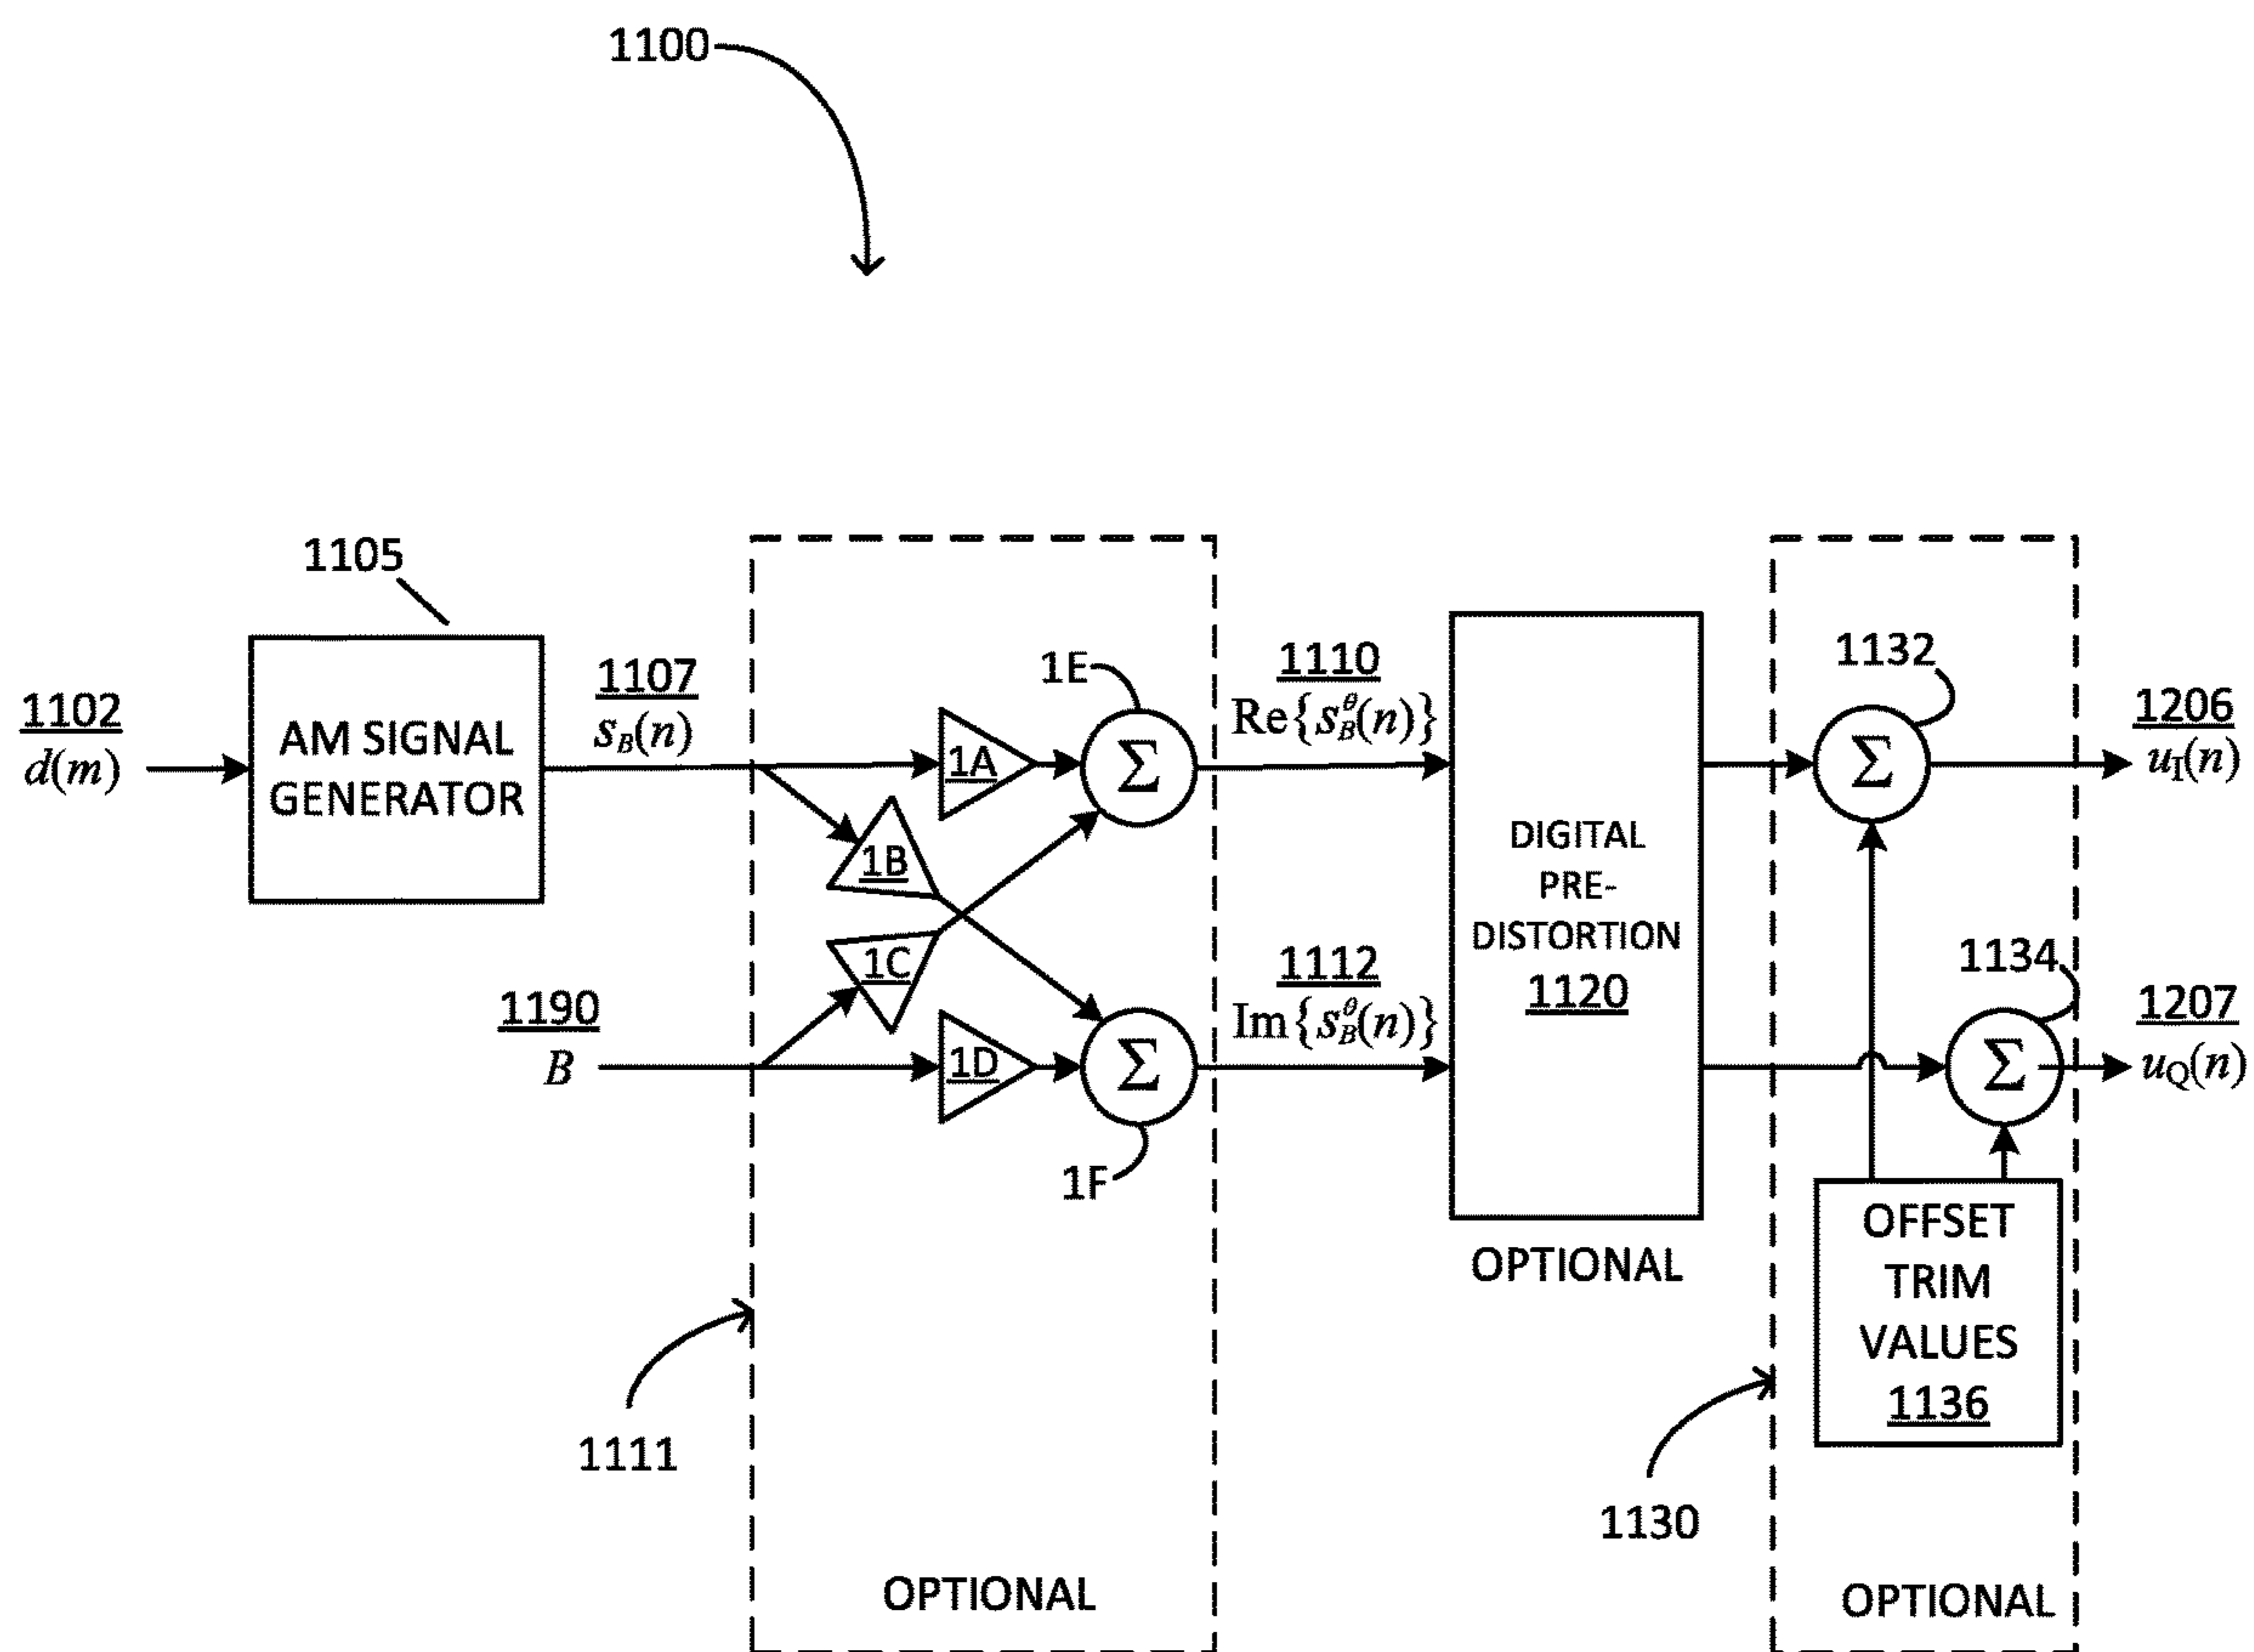 1100
1105
1102
d(m)
AM SIGNAL
GENERATOR
1107
s_B(n)
1190
B
1A
1B
1C
1D
1E
Σ
Σ
1F
1110
Re{s_B^θ(n)}
1112
Im{s_B^θ(n)}
DIGITAL
PRE-
DISTORTION
1120
OPTIONAL
1132
Σ
1134
Σ
1206
u_I(n)
1207
u_Q(n)
OFFSET
TRIM
VALUES
1136
1111
1130
OPTIONAL
OPTIONAL